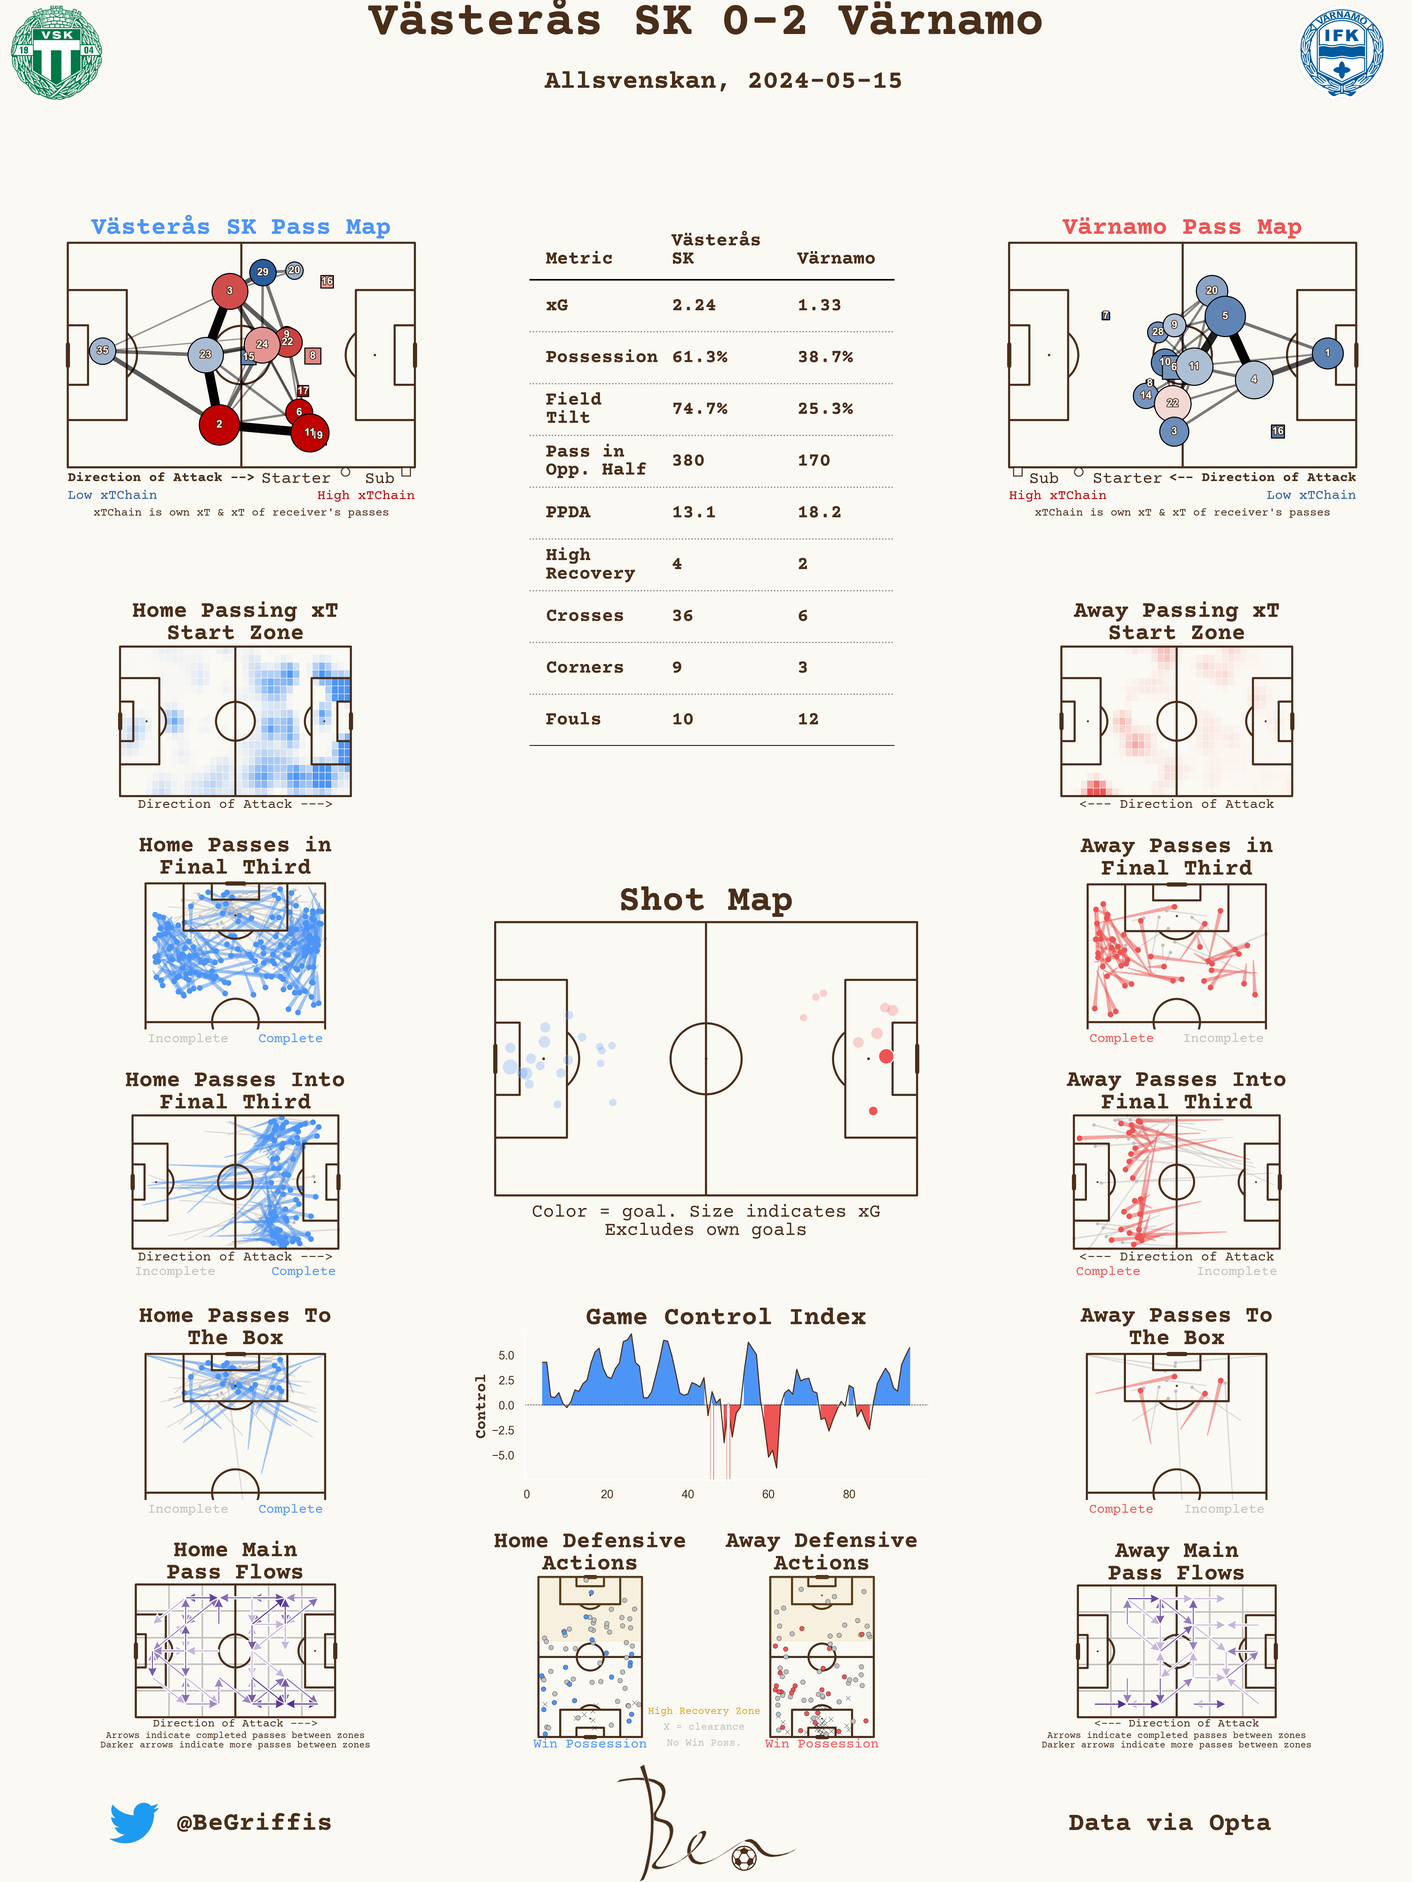 Västerås SK 0-2 Värnamo
Allsvenskan, 2024-05-15
VSK
19 04
VÄRNAMO
IFK
Västerås SK Pass Map
35
3
29
20
16
23
24
9
22
15
8
17
6
2
11
19
Direction of Attack --> Starter Sub
Low xTChain High xTChain
xTChain is own xT & xT of receiver's passes
Metric Västerås SK Värnamo
xG 2.24 1.33
Possession 61.3% 38.7%
Field Tilt 74.7% 25.3%
Pass in Opp. Half 380 170
PPDA 13.1 18.2
High Recovery 4 2
Crosses 36 6
Corners 9 3
Fouls 10 12
Värnamo Pass Map
7
20
5
9
28
10
6
11
1
4
8
14
22
3
16
Sub Starter <-- Direction of Attack
High xTChain Low xTChain
xTChain is own xT & xT of receiver's passes
Home Passing xT
Start Zone
Direction of Attack --->
Away Passing xT
Start Zone
<--- Direction of Attack
Home Passes in
Final Third
Incomplete Complete
Away Passes in
Final Third
Complete Incomplete
Shot Map
Color = goal. Size indicates xG
Excludes own goals
Home Passes Into
Final Third
Direction of Attack --->
Incomplete Complete
Away Passes Into
Final Third
<--- Direction of Attack
Complete Incomplete
Home Passes To
The Box
Incomplete Complete
Game Control Index
Control
5.0
2.5
0.0
−2.5
−5.0
0 20 40 60 80
Away Passes To
The Box
Complete Incomplete
Home Main
Pass Flows
Direction of Attack --->
Arrows indicate completed passes between zones
Darker arrows indicate more passes between zones
Home Defensive
Actions
Win Possession
High Recovery Zone
X = clearance
No Win Poss.
Away Defensive
Actions
Win Possession
Away Main
Pass Flows
<--- Direction of Attack
Arrows indicate completed passes between zones
Darker arrows indicate more passes between zones
@BeGriffis
Ben
Data via Opta